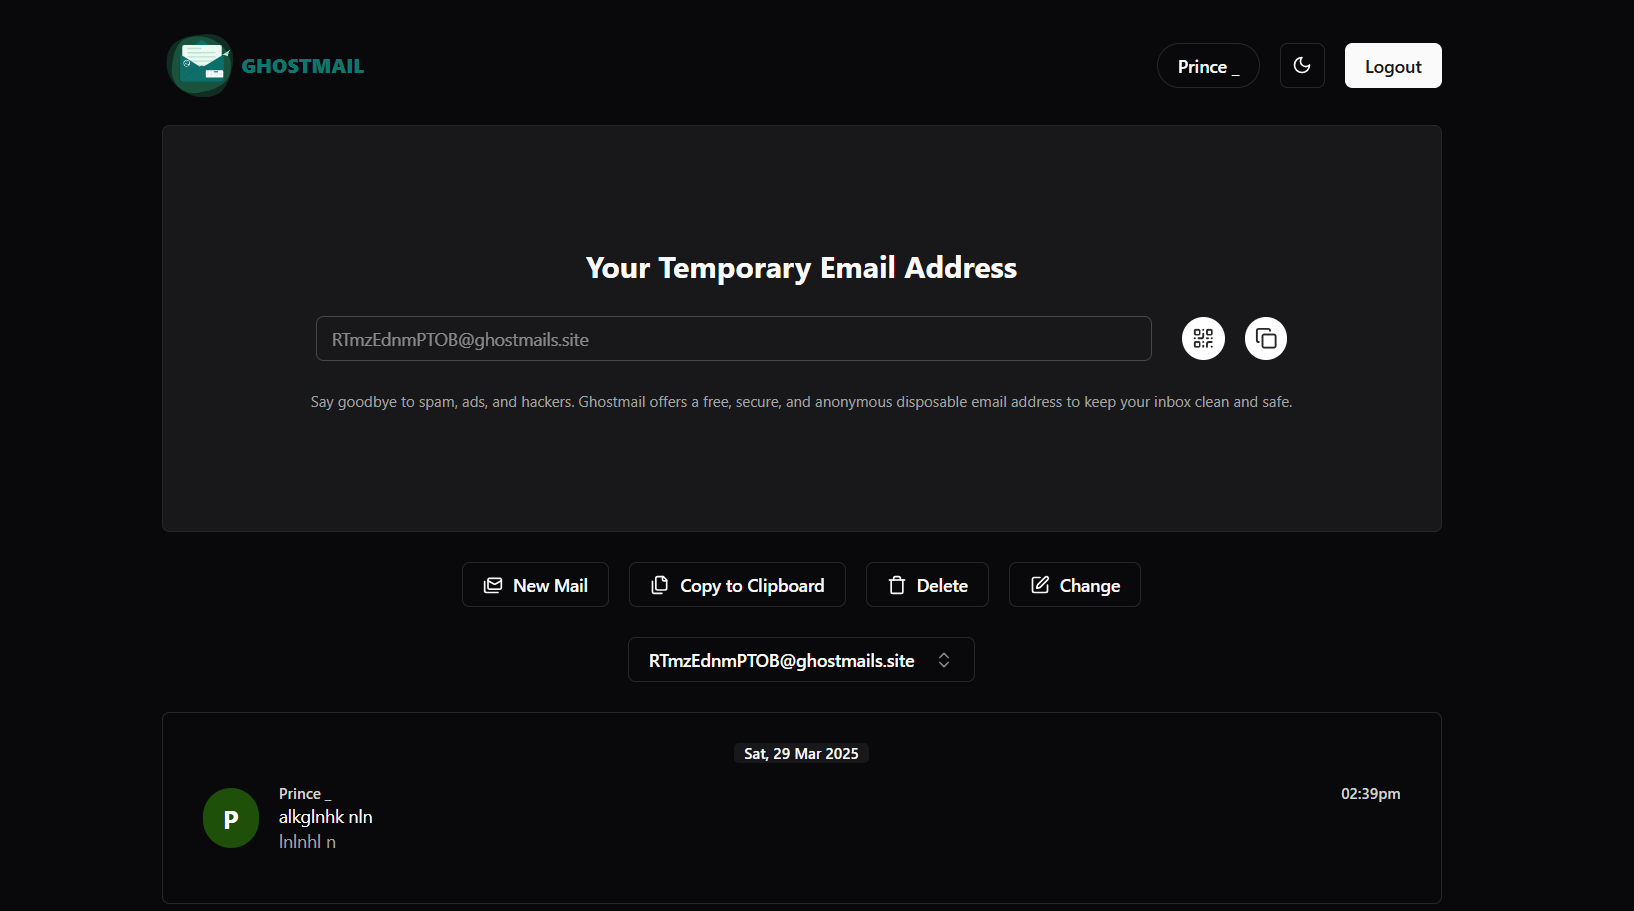 GHOSTMAIL
Prince _
Logout
Your Temporary Email Address
RTmzEdnmPTOB@ghostmails.site
Say goodbye to spam, ads, and hackers. Ghostmail offers a free, secure, and anonymous disposable email address to keep your inbox clean and safe.
New Mail
Copy to Clipboard
Delete
Change
RTmzEdnmPTOB@ghostmails.site
Sat, 29 Mar 2025
P
Prince _
02:39pm
alkglnhk nln
lnlnhl n